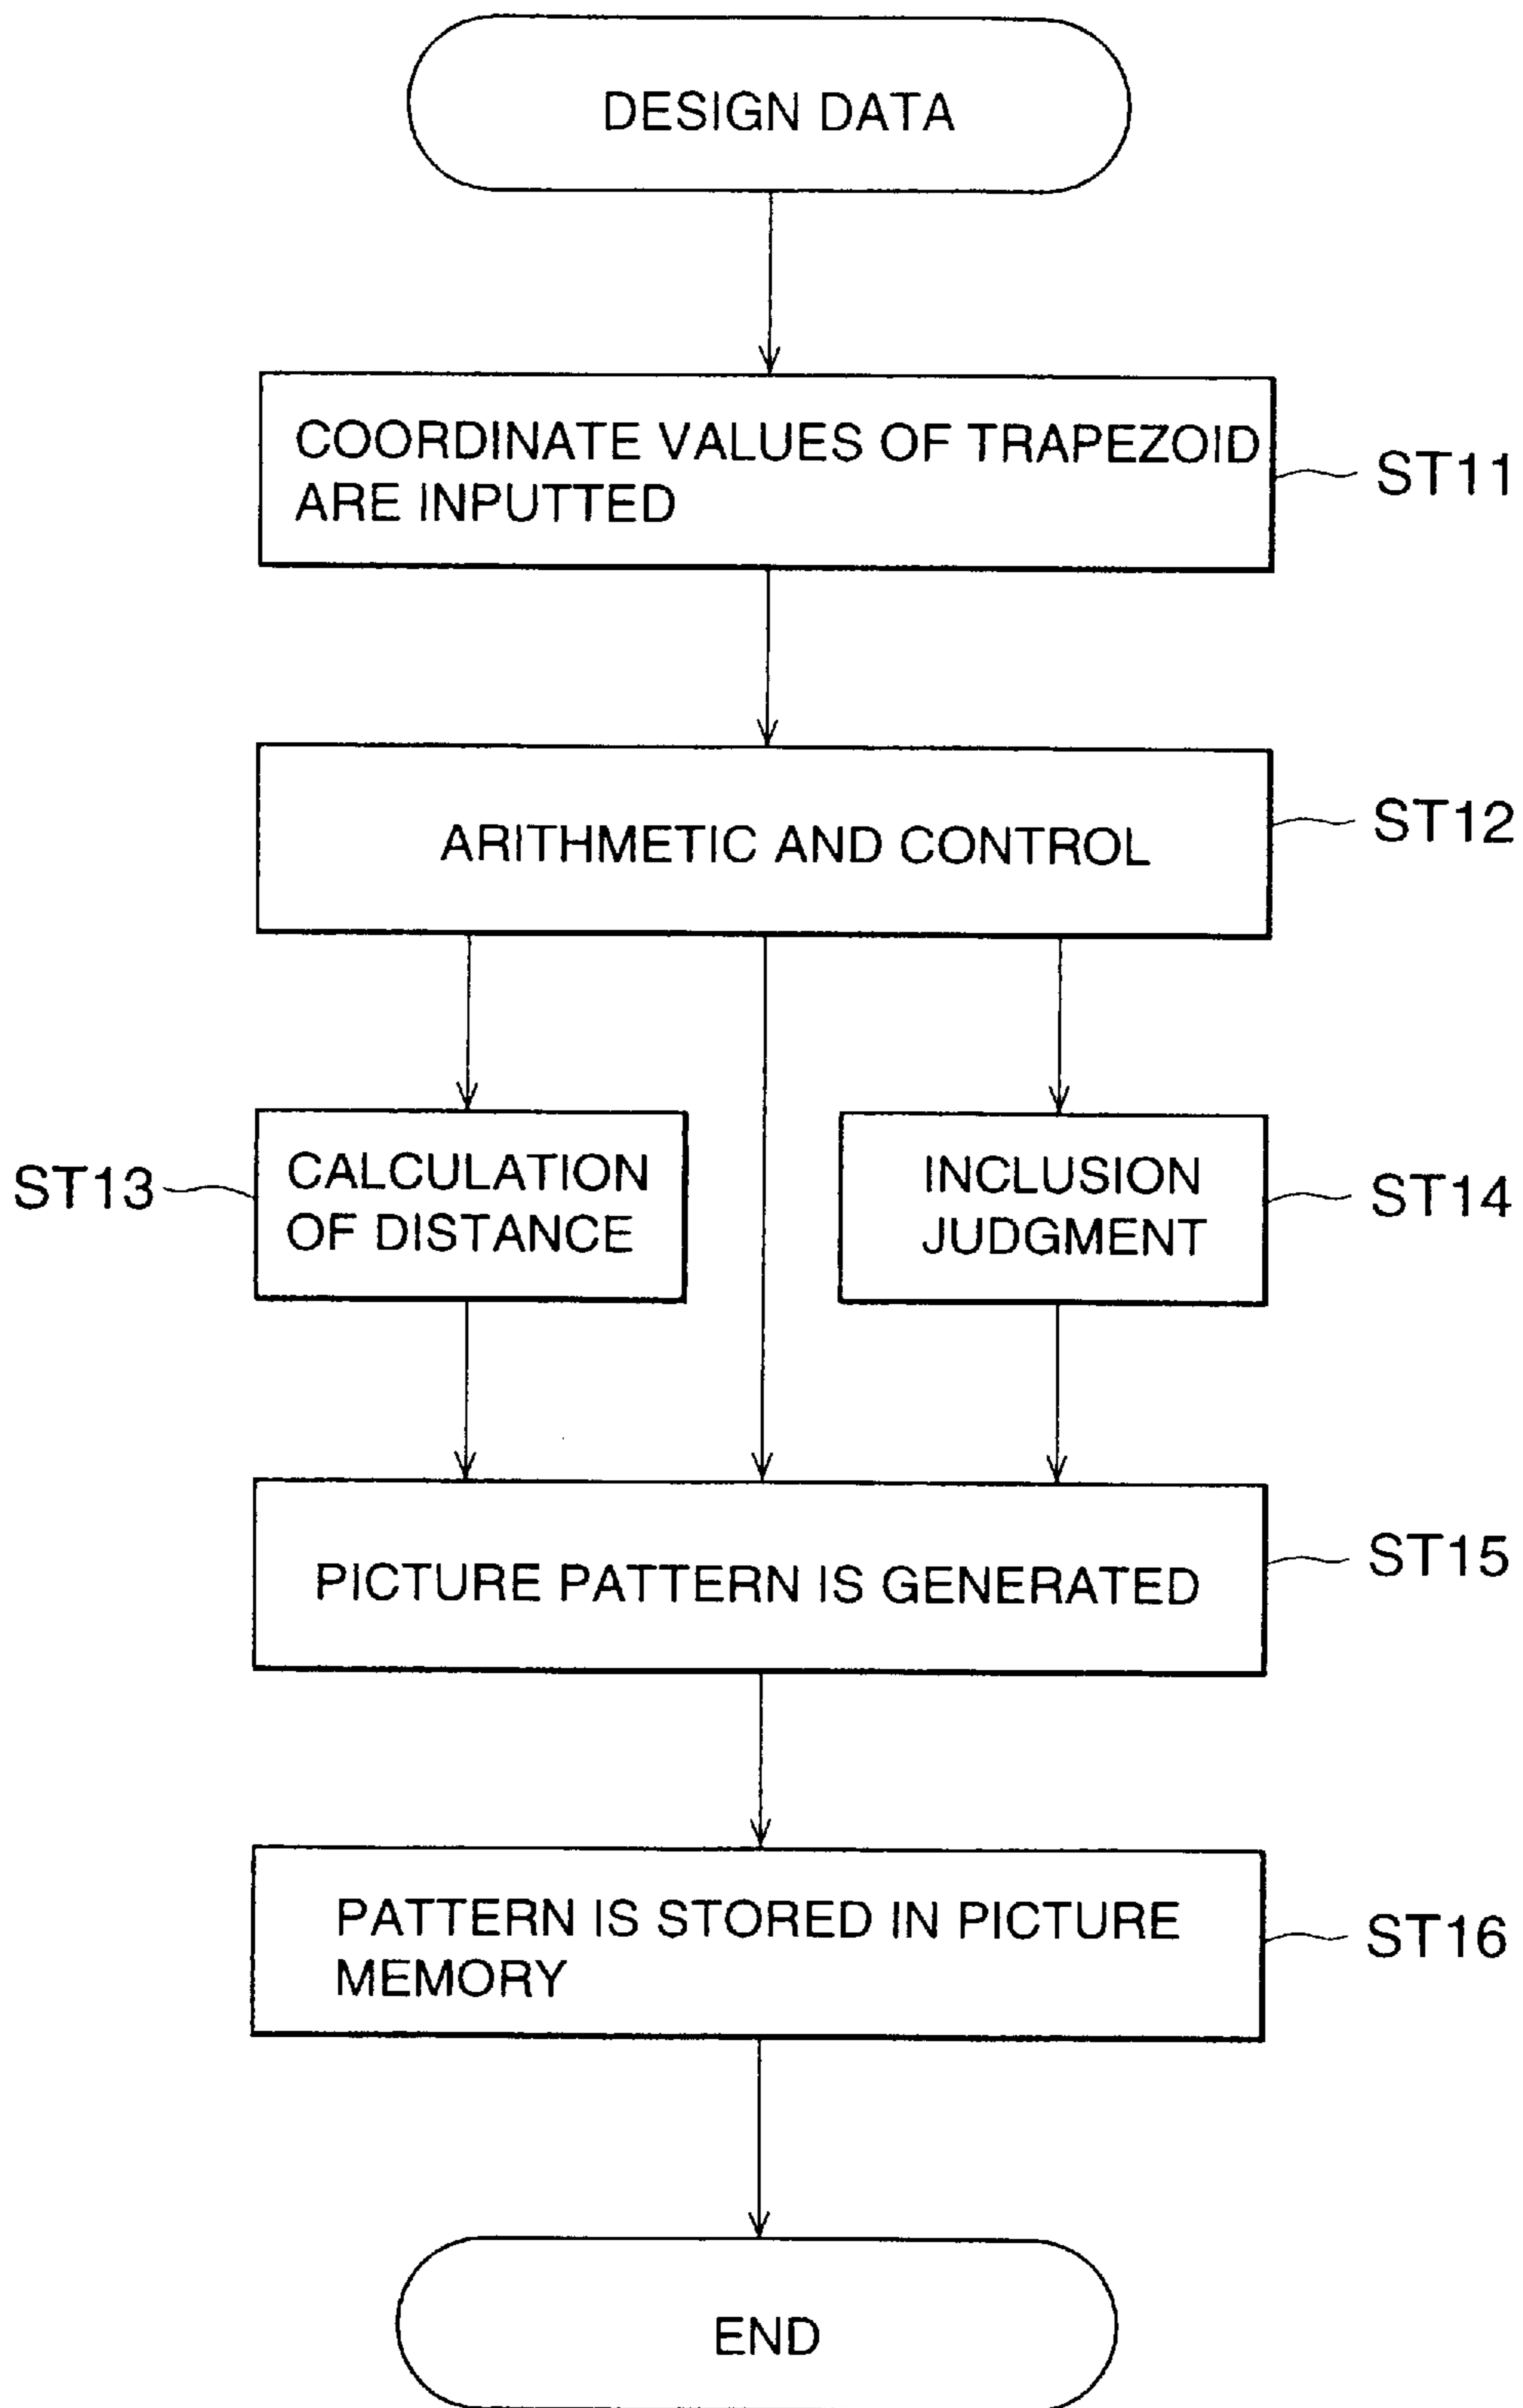 DESIGN DATA
COORDINATE VALUES OF TRAPEZOID
ARE INPUTTED
ST11
ARITHMETIC AND CONTROL
ST12
ST13
CALCULATION
OF DISTANCE
INCLUSION
JUDGMENT
ST14
PICTURE PATTERN IS GENERATED
ST15
PATTERN IS STORED IN PICTURE
MEMORY
ST16
END